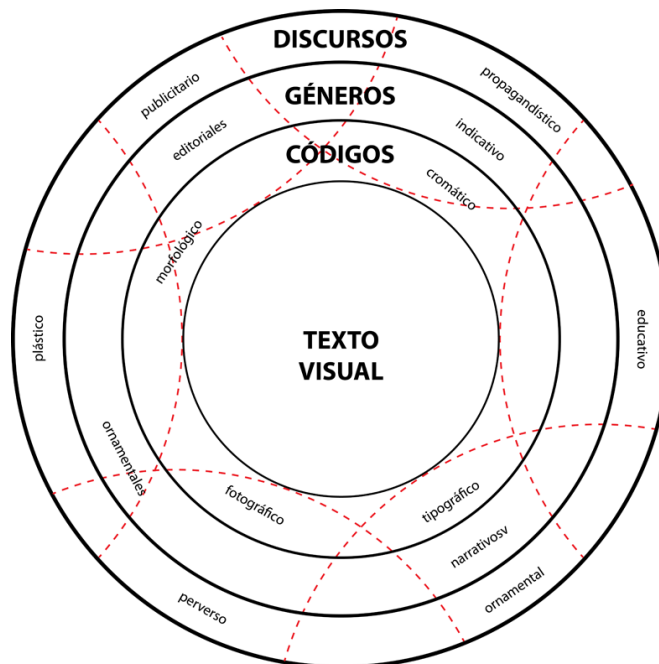 DISCURSOS
publicitario
propagandístico
GÉNEROS
editoriales
indicativo
CÓDIGOS
cromático
morfológico
TEXTO
VISUAL
plástico
educativo
ornamentales
fotográfico
tipográfico
narrativosv
perverso
ornamental